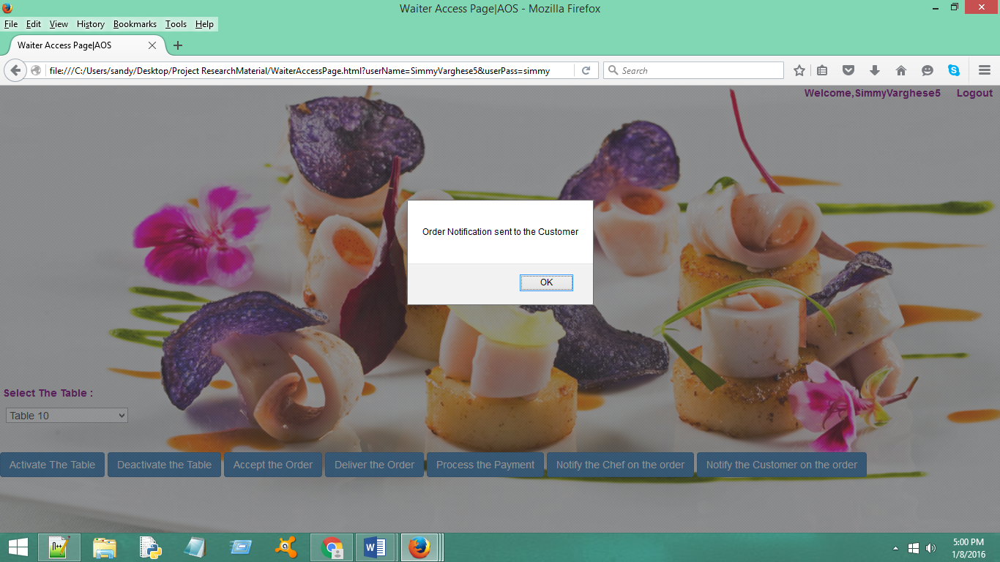 Waiter Access Page|AOS - Mozilla Firefox
File Edit View History Bookmarks Tools Help
Waiter Access Page|AOS
file:///C:/Users/sandy/Desktop/Project ResearchMaterial/WaiterAccessPage.html?userName=SimmyVarghese5&userPass=simmy
Search
Welcome,SimmyVarghese5 Logout
Order Notification sent to the Customer
OK
Select The Table :
Table 10
Activate The Table Deactivate the Table Accept the Order Deliver the Order Process the Payment Notify the Chef on the order Notify the Customer on the order
5:00 PM
1/8/2016